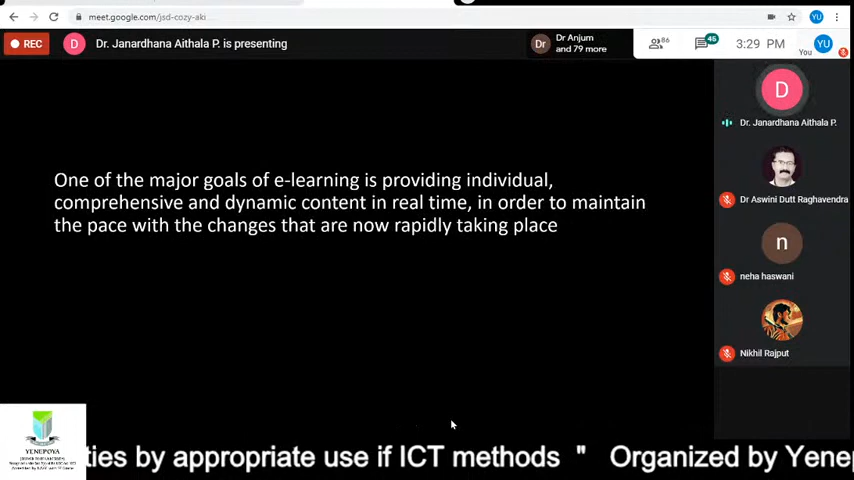 meet.google.com/jsd-cozy-aki
YU
REC
D
Dr. Janardhana Aithala P. is presenting
Dr
Dr Anjum
and 79 more
86
45
3:29 PM
You
YU
D
Dr. Janardhana Aithala P.
Dr Aswini Dutt Raghavendra
n
neha haswani
Nikhil Rajput
One of the major goals of e-learning is providing individual,
comprehensive and dynamic content in real time, in order to maintain
the pace with the changes that are now rapidly taking place
YENEPOYA
ties by appropriate use if ICT methods " Organized by Yenep